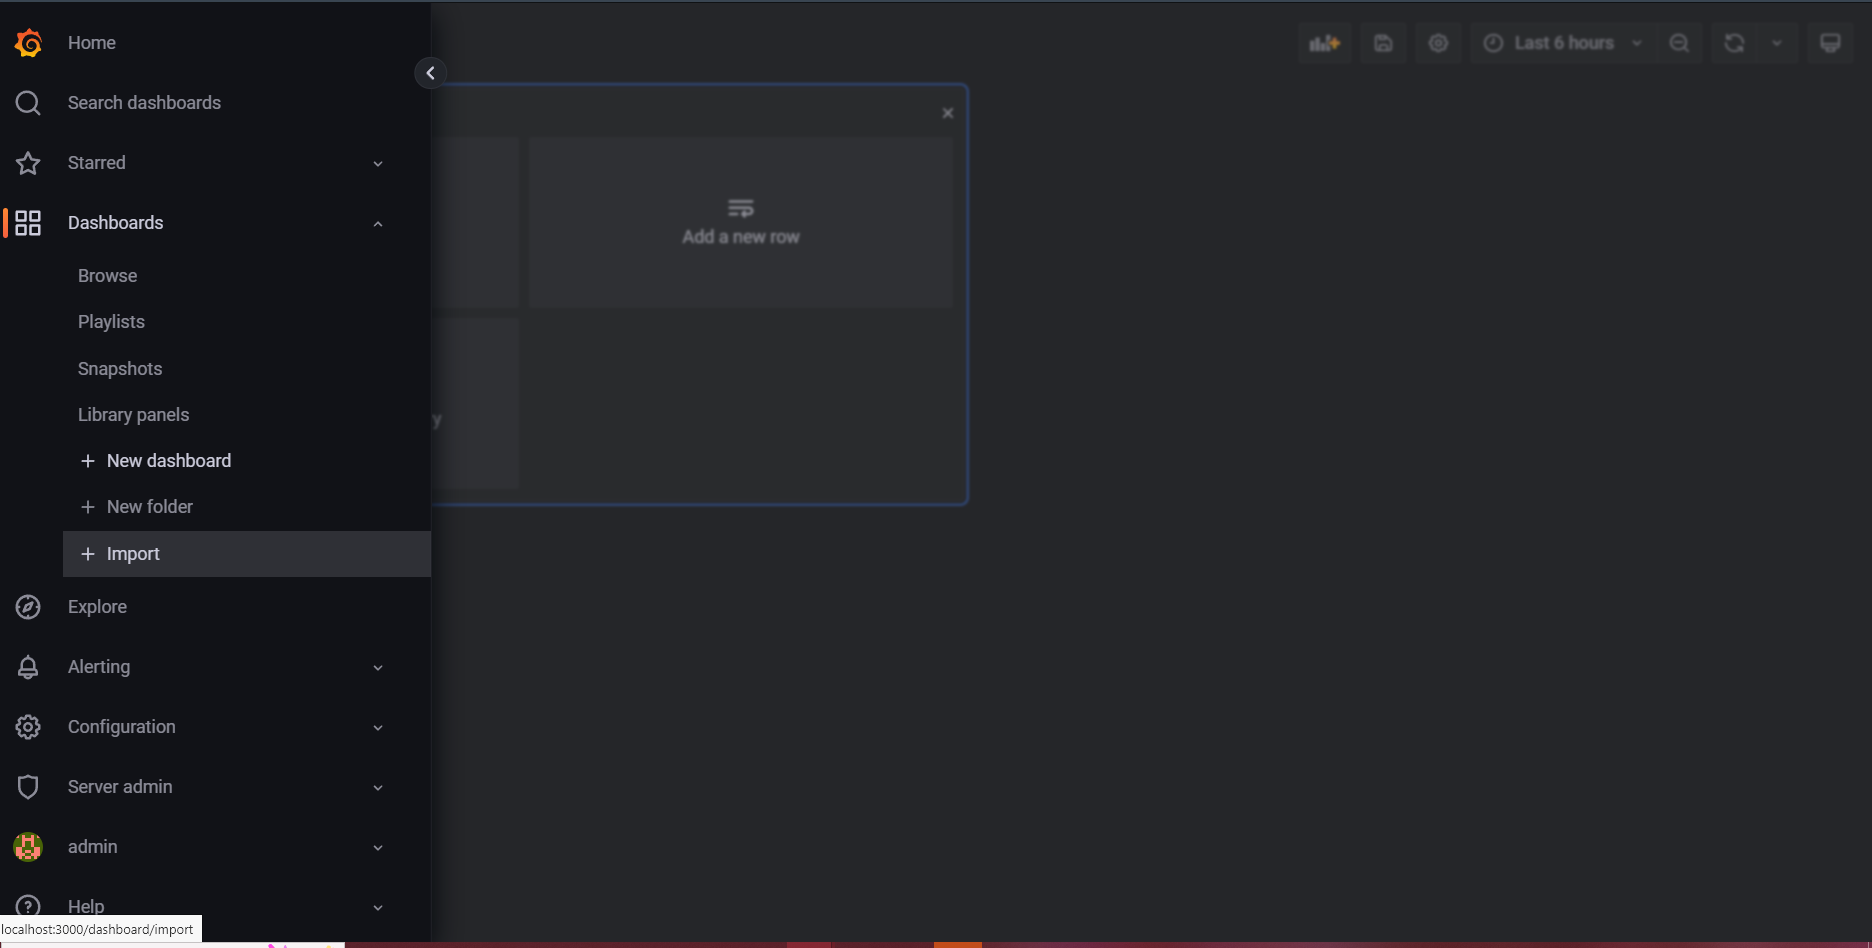 Home
Search dashboards
Starred
Dashboards
Browse
Playlists
Snapshots
Library panels
+ New dashboard
+ New folder
+ Import
Explore
Alerting
Configuration
Server admin
admin
Help
localhost:3000/dashboard/import
Last 6 hours
Add a new row
y